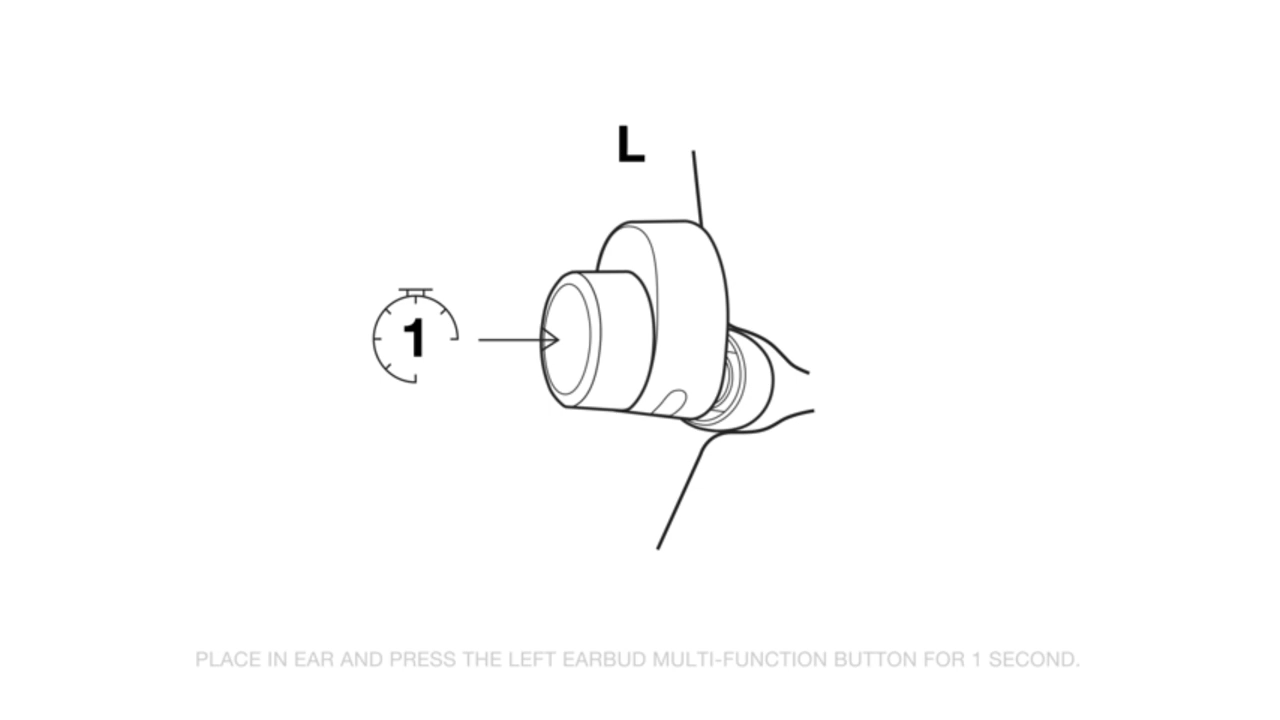 L
1
PLACE IN EAR AND PRESS THE LEFT EARBUD MULTI-FUNCTION BUTTON FOR 1 SECOND.